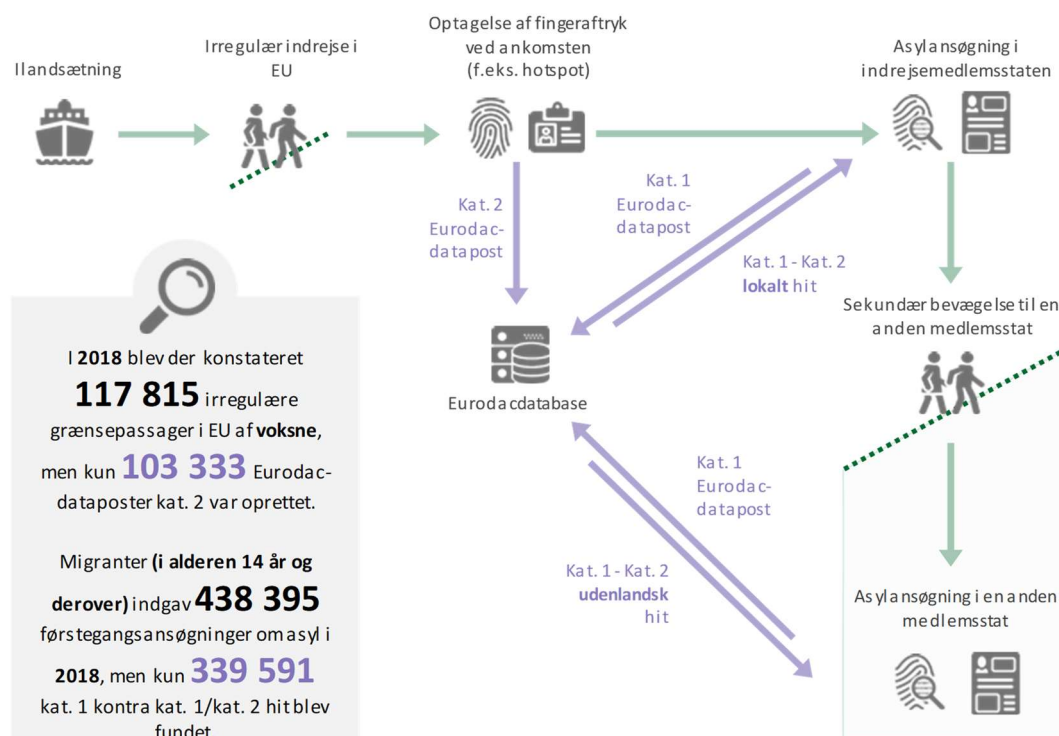 Ilandsætning
Irregulær indrejse i
EU
Optagelse af fingeraftryk
ved ankomsten
(f.eks. hotspot)
Asylansøgning i
indrejsemedlemsstaten
Kat. 2
Eurodac-
datapost
Kat. 1
Eurodac-
datapost
Kat. 1 - Kat. 2
lokalt hit
Sekundær bevægelse til en
anden medlemsstat
Eurodacdatabase
I 2018 blev der konstateret
117 815 irregulære
grænsepassager i EU af voksne,
men kun 103 333 Eurodac-
dataposter kat. 2 var oprettet.
Migranter (i alderen 14 år og
derover) indgav 438 395
førstegangsansøgninger om asyl i
2018, men kun 339 591
kat. 1 kontra kat. 1/kat. 2 hit blev
fundet
Kat. 1
Eurodac-
datapost
Kat. 1 - Kat. 2
udenlandsk
hit
Asylansøgning i en anden
medlemsstat